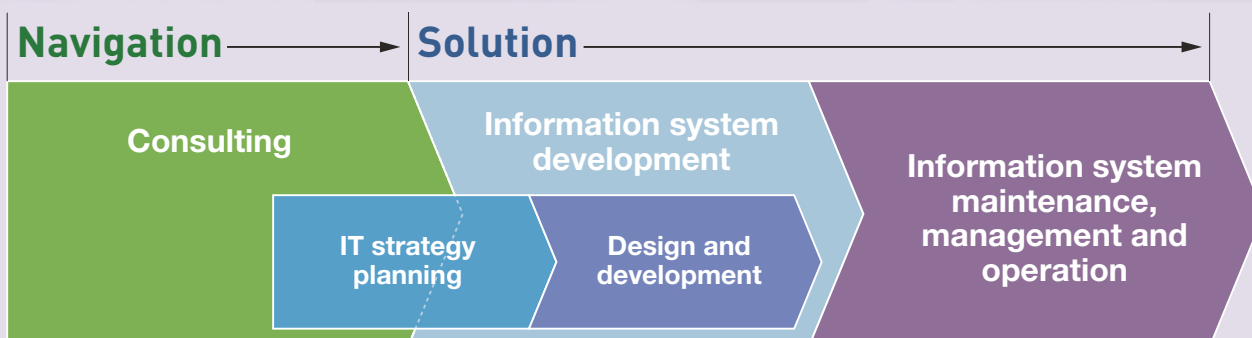 Navigation
Solution
Consulting
Information system
development
IT strategy
planning
Design and
development
Information system
maintenance,
management and
operation